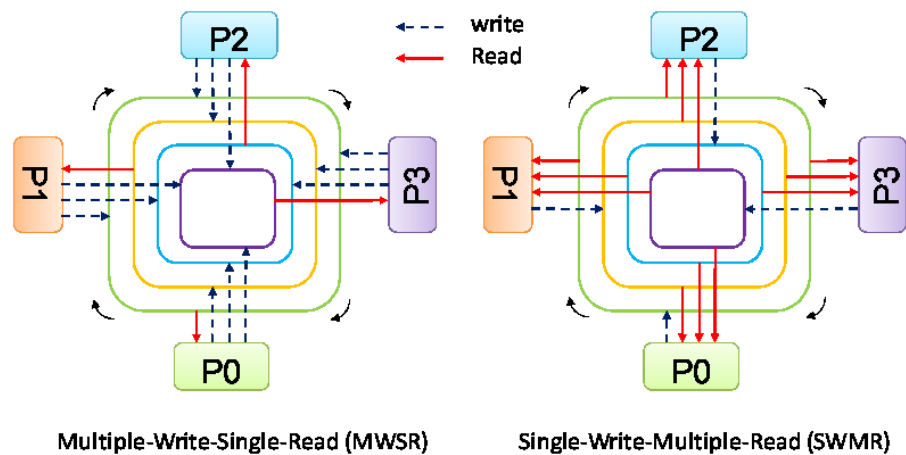 P2
write
Read
P2
P1
P3
P1
P3
P0
P0
Multiple-Write-Single-Read (MWSR)
Single-Write-Multiple-Read (SWMR)